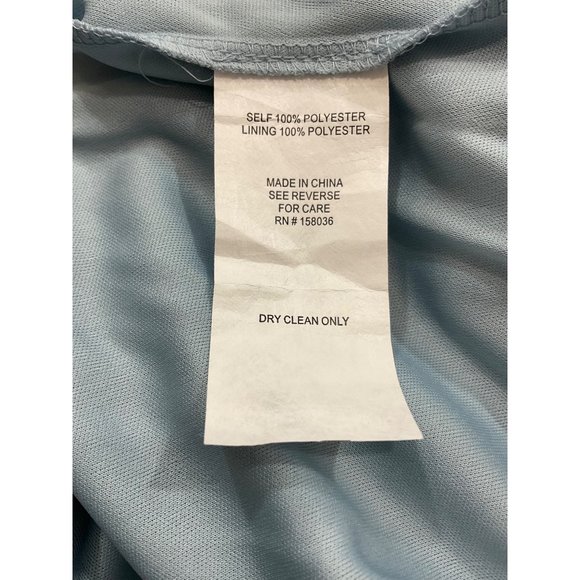 SELF 100% POLYESTER
LINING 100% POLYESTER
MADE IN CHINA
SEE REVERSE
FOR CARE
RN # 158036
DRY CLEAN ONLY